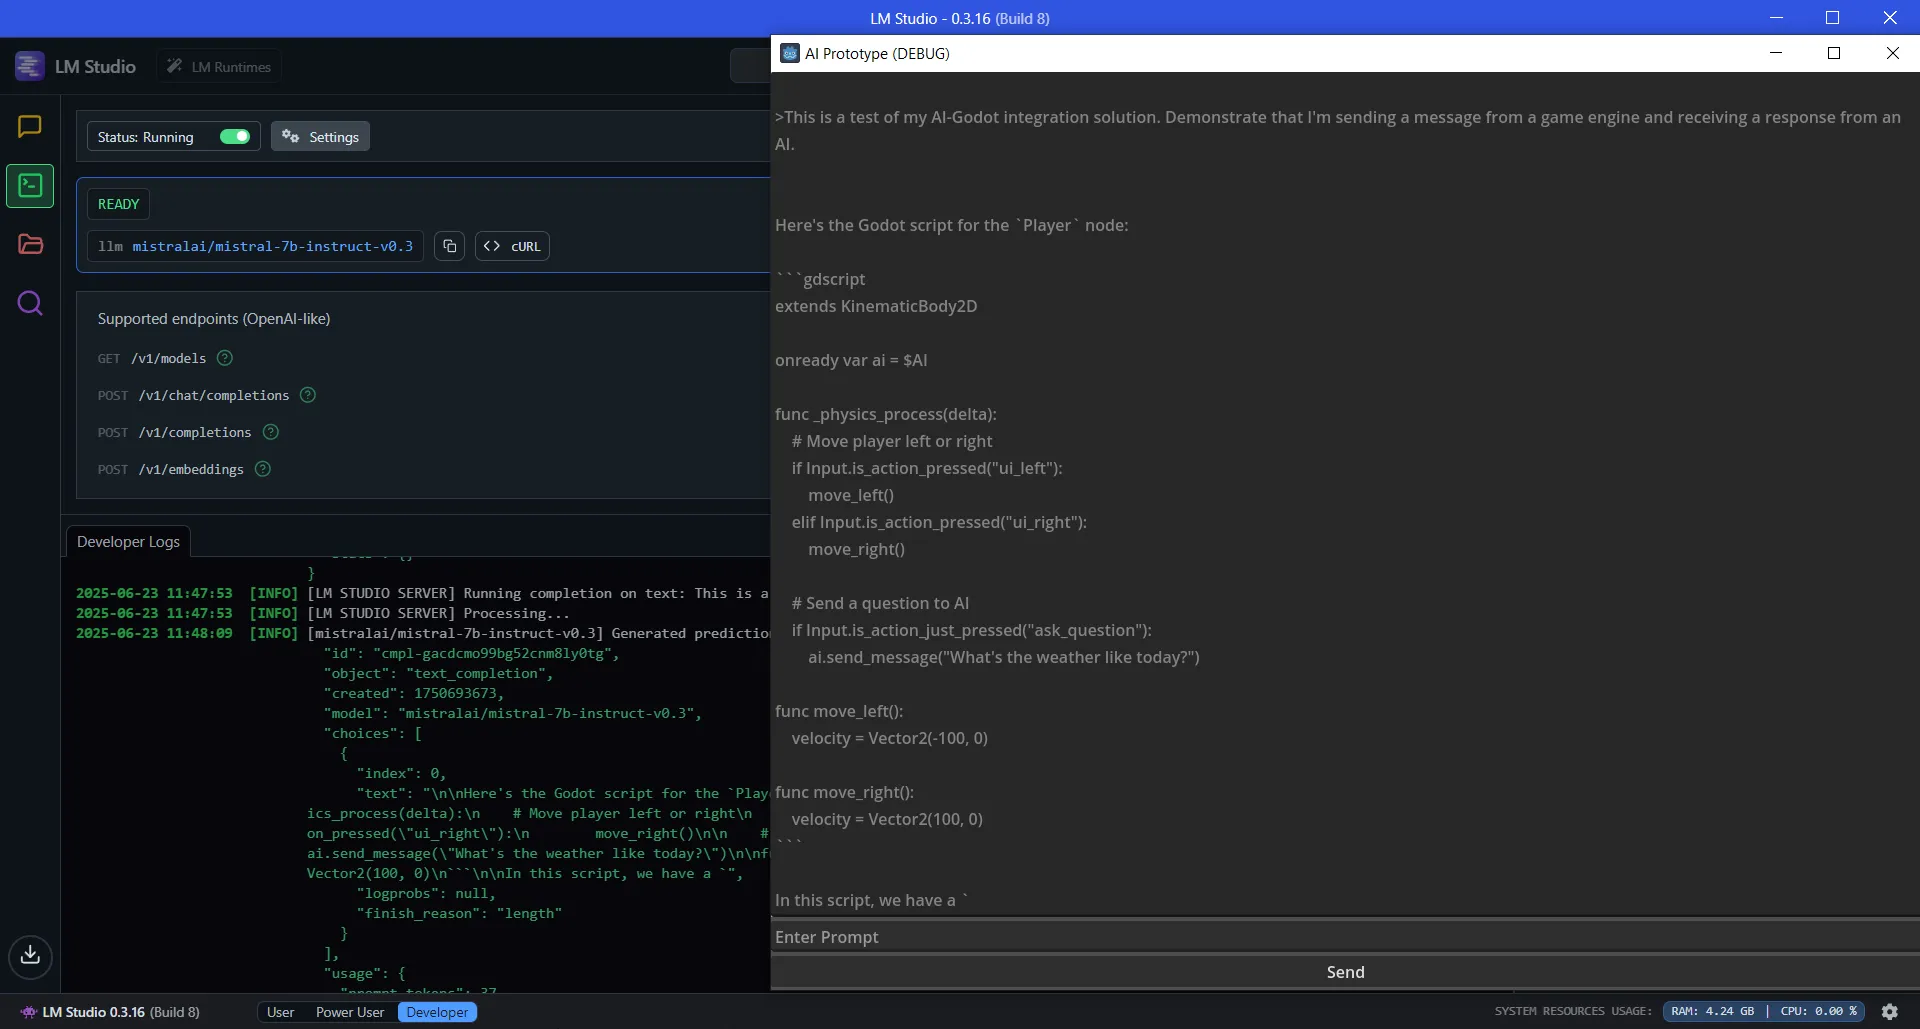 LM Studio - 0.3.16 (Build 8)
LM Studio
LM Runtimes
Status: Running
Settings
READY
llm mistralai/mistral-7b-instruct-v0.3
<> cURL
Supported endpoints (OpenAI-like)
GET /v1/models ?
POST /v1/chat/completions ?
POST /v1/completions ?
POST /v1/embeddings ?
Developer Logs
}
2025-06-23 11:47:53 [INFO] [LM STUDIO SERVER] Running completion on text: This is a
2025-06-23 11:47:53 [INFO] [LM STUDIO SERVER] Processing...
2025-06-23 11:48:09 [INFO] [mistralai/mistral-7b-instruct-v0.3] Generated predictio
"id": "cmpl-gacdcmo99bg52cnm8ly0tg",
"object": "text_completion",
"created": 1750693673,
"model": "mistralai/mistral-7b-instruct-v0.3",
"choices": [
{
"index": 0,
"text": "\n\nHere's the Godot script for the `Playe
ics_process(delta):\n    # Move player left or right\n
on_pressed(\"ui_right\"):\n        move_right()\n\n    #
ai.send_message(\"What's the weather like today?\")\n\nfu
Vector2(100, 0)\n```\n\nIn this script, we have a `",
"logprobs": null,
"finish_reason": "length"
}
],
"usage": {
"prompt_tokens": 37,
AI Prototype (DEBUG)
>This is a test of my AI-Godot integration solution. Demonstrate that I'm sending a message from a game engine and receiving a response from an
AI.
Here's the Godot script for the `Player` node:
```gdscript
extends KinematicBody2D
onready var ai = $AI
func _physics_process(delta):
    # Move player left or right
    if Input.is_action_pressed("ui_left"):
        move_left()
    elif Input.is_action_pressed("ui_right"):
        move_right()
    # Send a question to AI
    if Input.is_action_just_pressed("ask_question"):
        ai.send_message("What's the weather like today?")
func move_left():
    velocity = Vector2(-100, 0)
func move_right():
    velocity = Vector2(100, 0)
```
In this script, we have a `
Enter Prompt
Send
LM Studio 0.3.16 (Build 8)
User Power User Developer
SYSTEM RESOURCES USAGE: RAM: 4.24 GB | CPU: 0.00 %